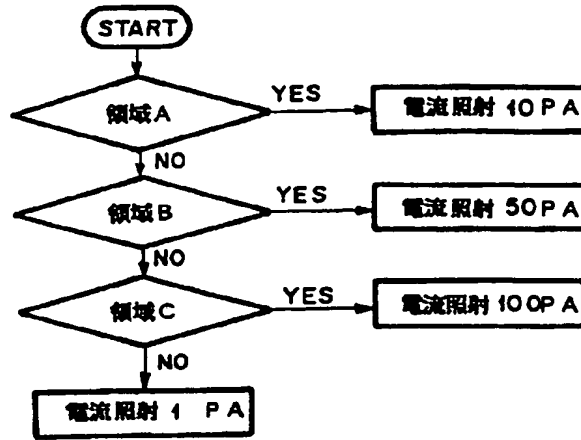 START
領域A
YES
電流照射 10PA
NO
領域B
YES
電流照射 50PA
NO
領域C
YES
電流照射 100PA
NO
電流照射 1 PA